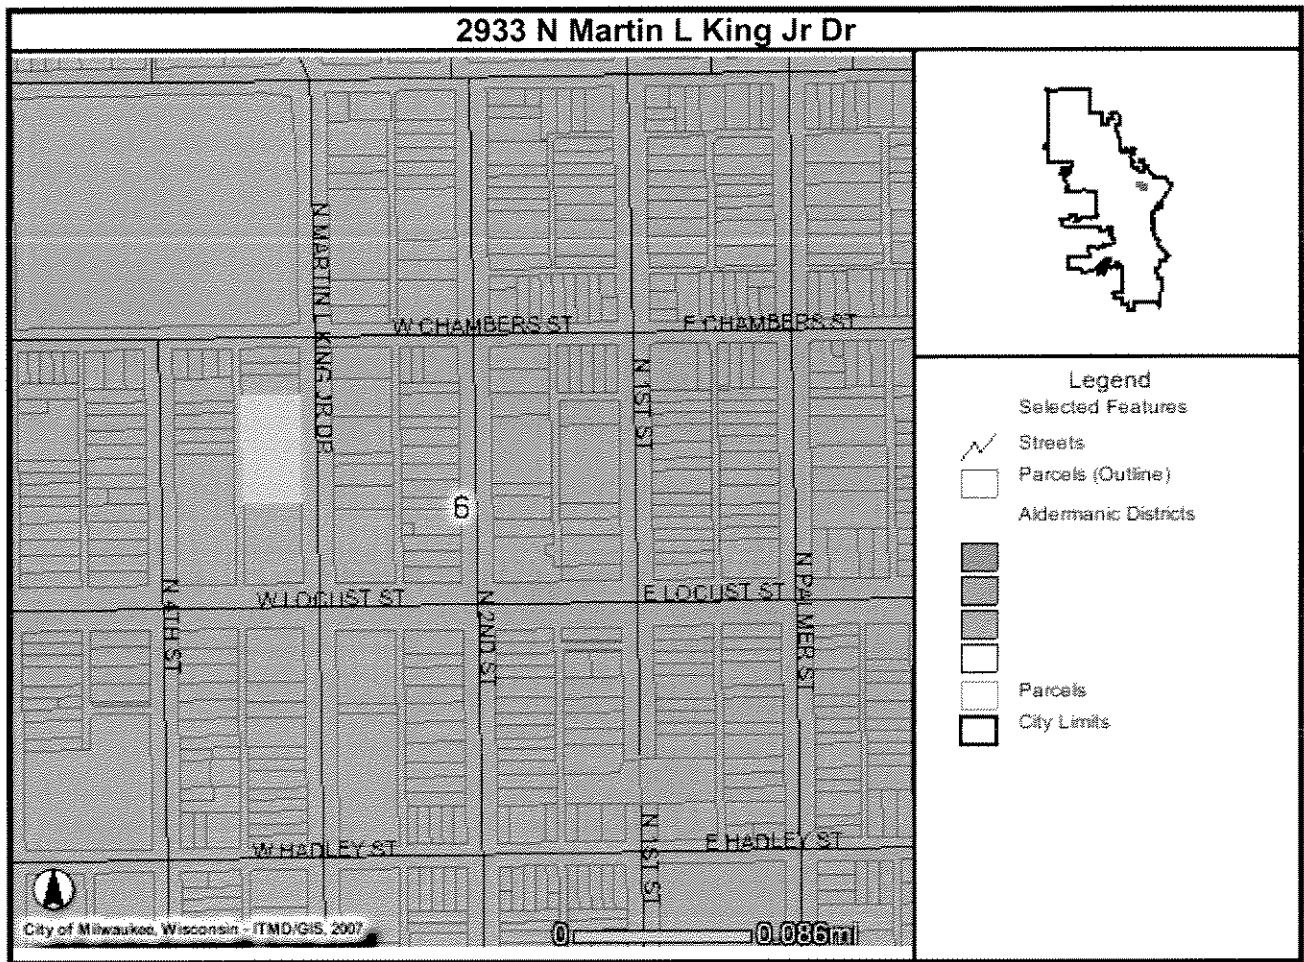 2933 N Martin L King Jr Dr
N MARTIN L KING JR DR
W CHAMBERS ST
E CHAMBERS ST
N 1ST ST
6
N 4TH ST
W LOCUST ST
N 2ND ST
E LOCUST ST
N PALMER ST
W HADLEY ST
N 1ST ST
E HADLEY ST
City of Milwaukee, Wisconsin - ITMD/GIS, 2007
0 0.086mi
Legend
Selected Features
Streets
Parcels (Outline)
Aldermanic Districts
Parcels
City Limits